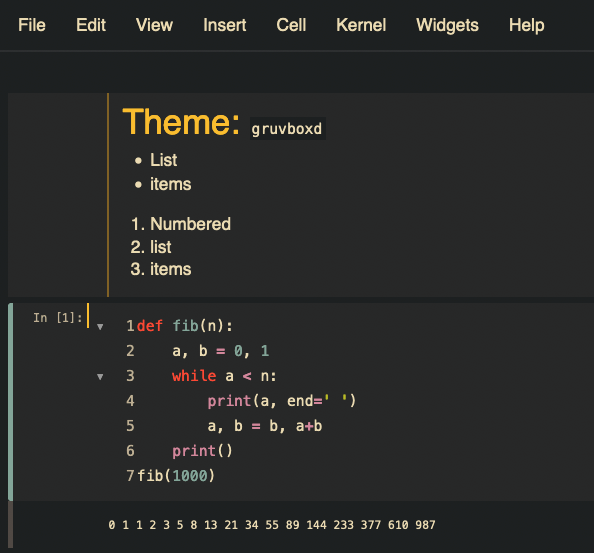 File Edit View Insert Cell Kernel Widgets Help
Theme: gruvboxd
• List
• items
1. Numbered
2. list
3. items
In [1]:
1 def fib(n):
2     a, b = 0, 1
3     while a < n:
4         print(a, end=' ')
5         a, b = b, a+b
6     print()
7 fib(1000)
0 1 1 2 3 5 8 13 21 34 55 89 144 233 377 610 987